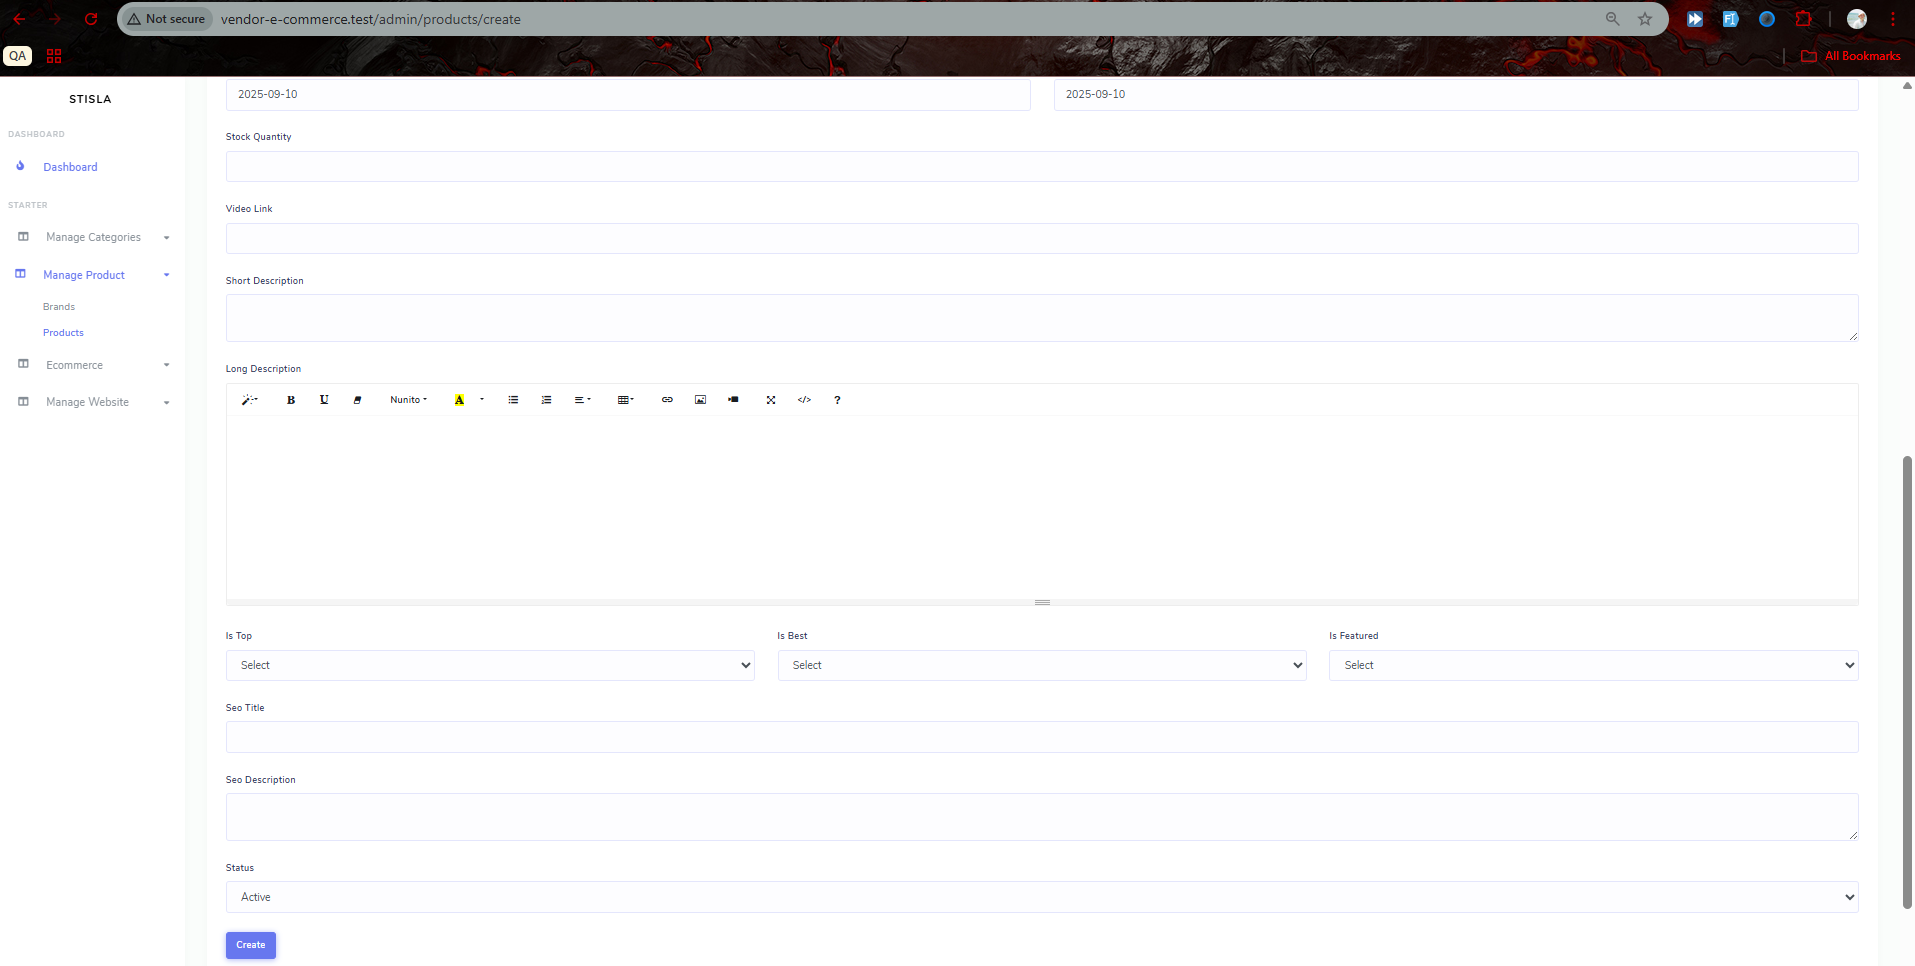 Not secure vendor-e-commerce.test/admin/products/create
QA
All Bookmarks
STISLA
DASHBOARD
Dashboard
STARTER
Manage Categories
Manage Product
Brands
Products
Ecommerce
Manage Website
2025-09-10 2025-09-10
Stock Quantity
Video Link
Short Description
Long Description
B U Nunito A </> ?
Is Top Is Best Is Featured
Select Select Select
Seo Title
Seo Description
Status
Active
Create